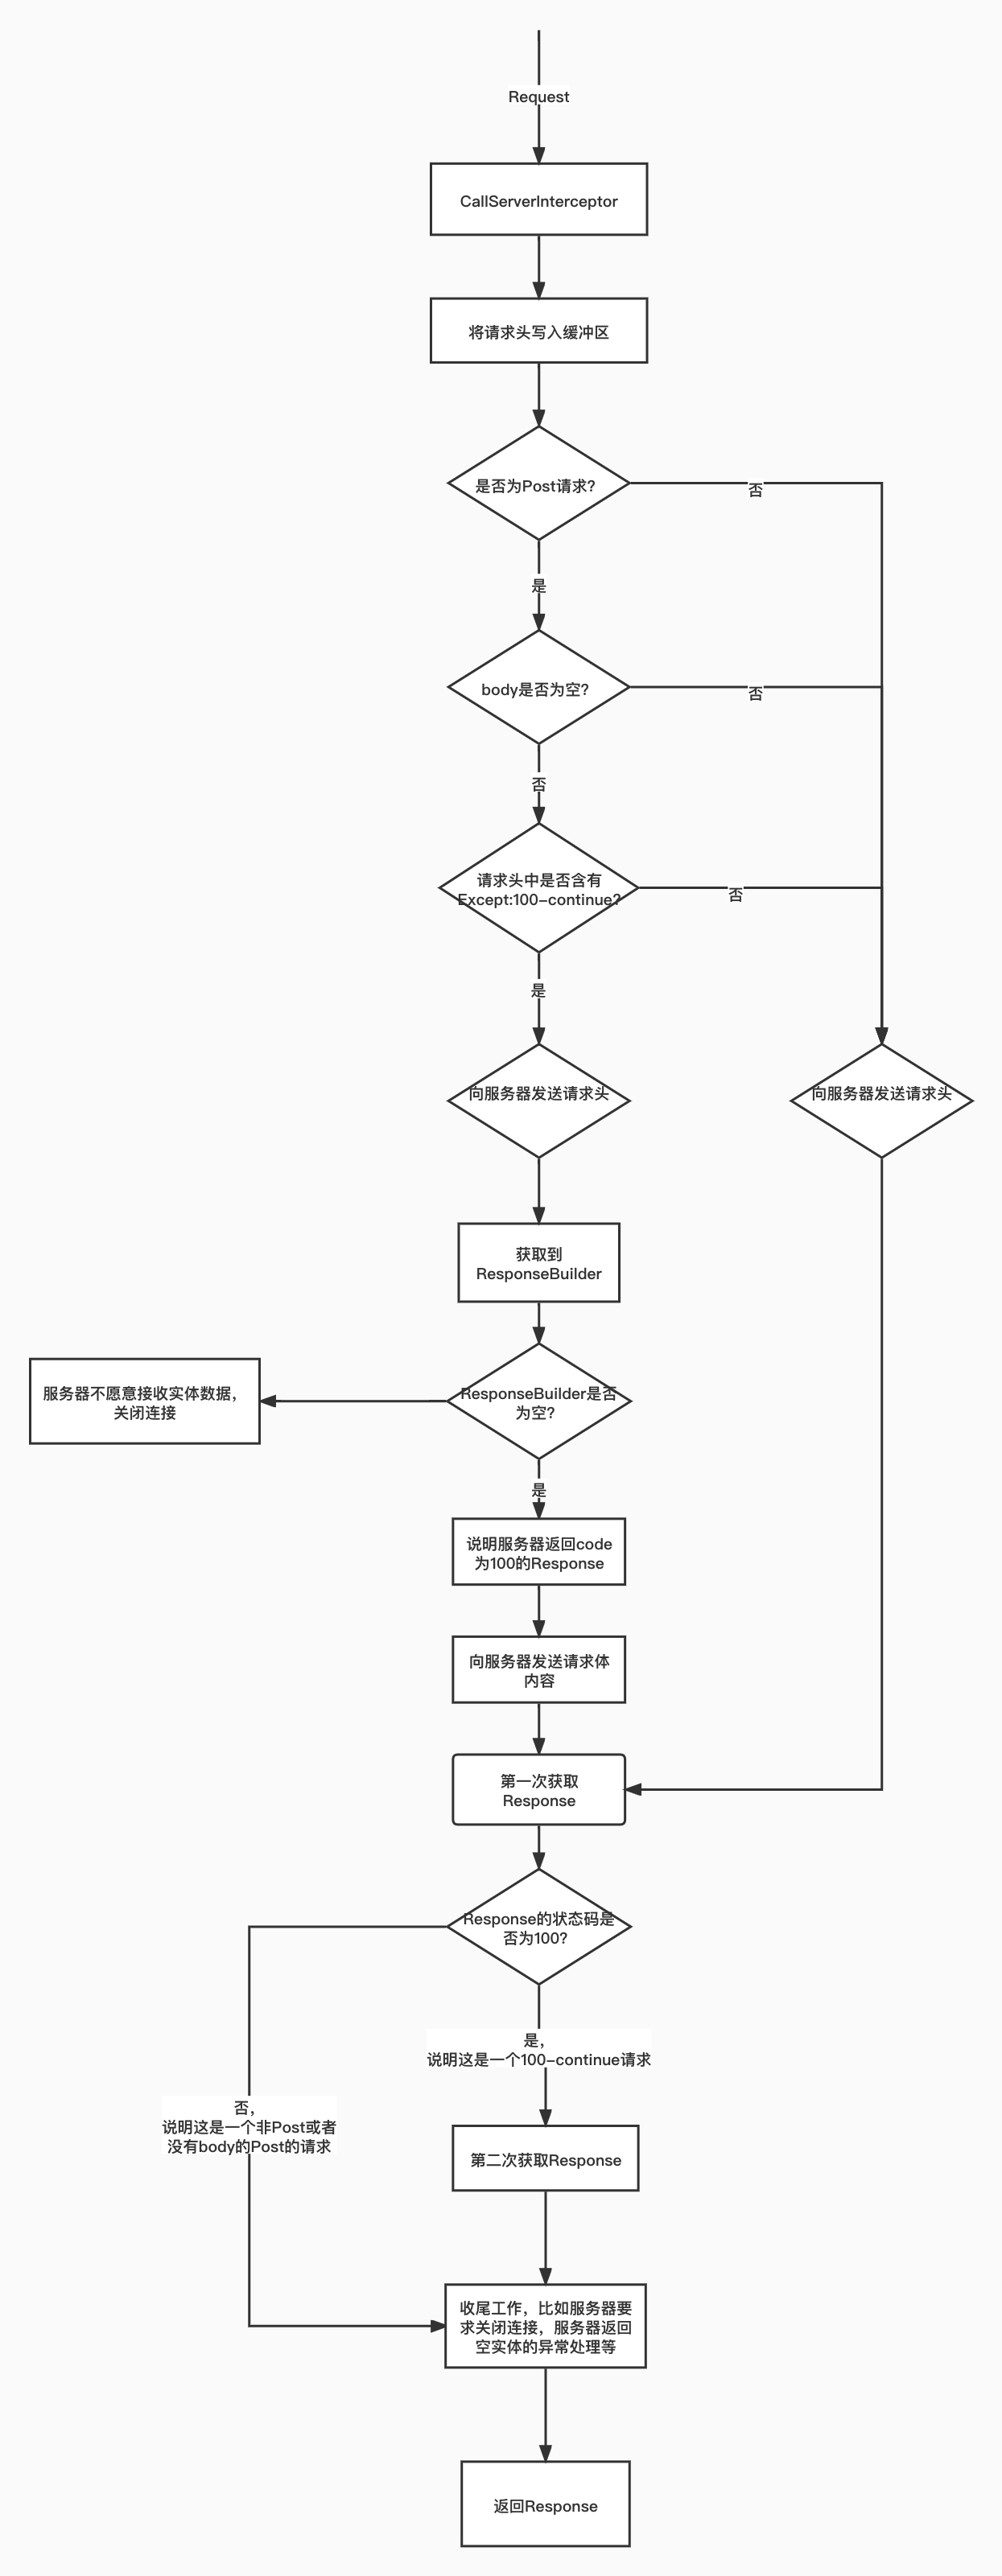 Request
CallServerInterceptor
将请求头写入缓冲区
是否为Post请求?
否
是
body是否为空?
否
否
请求头中是否含有
Except:100-continue?
否
是
向服务器发送请求头
向服务器发送请求头
获取到
ResponseBuilder
服务器不愿意接收实体数据，
关闭连接
ResponseBuilder是否
为空?
是
说明服务器返回code
为100的Response
向服务器发送请求体
内容
第一次获取
Response
Response的状态码是
否为100?
是，
说明这是一个100-continue请求
否，
说明这是一个非Post或者
没有body的Post的请求
第二次获取Response
收尾工作，比如服务器要
求关闭连接，服务器返回
空实体的异常处理等
返回Response